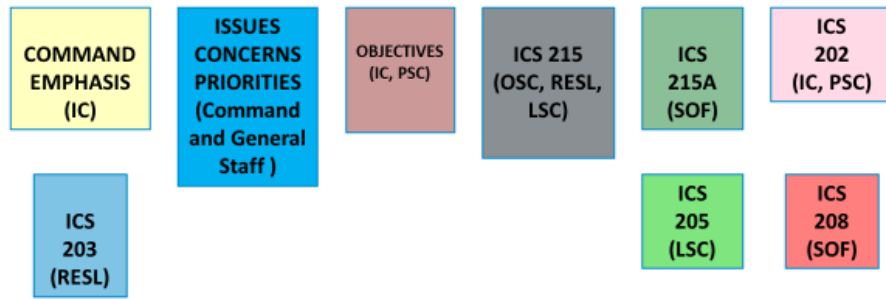 COMMAND
EMPHASIS
(IC)
ISSUES
CONCERNS
PRIORITIES
(Command
and General
Staff )
OBJECTIVES
(IC, PSC)
ICS 215
(OSC, RESL,
LSC)
ICS
215A
(SOF)
ICS
202
(IC, PSC)
ICS
203
(RESL)
ICS
205
(LSC)
ICS
208
(SOF)